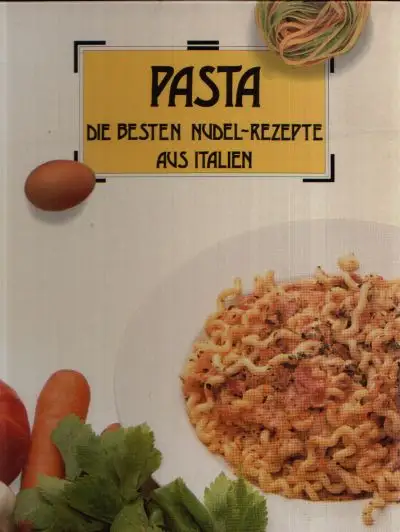 PASTA
DIE BESTEN NUDEL-REZEPTE
AUS ITALIEN